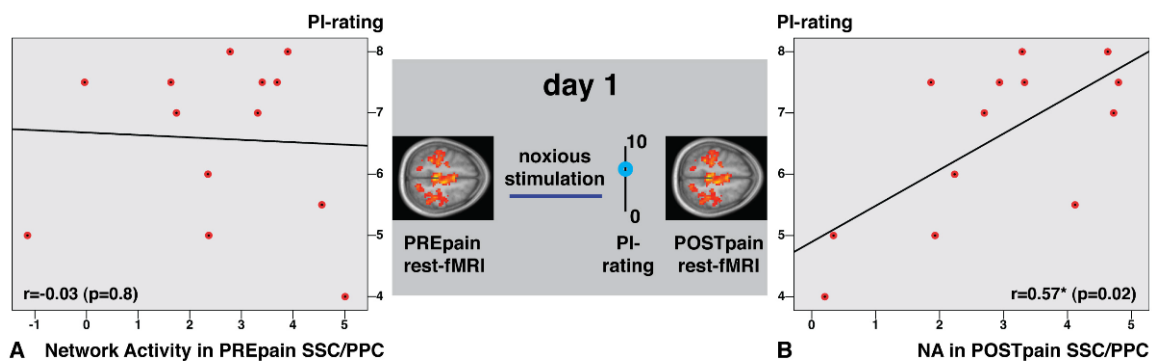 PI-rating
8
7
6
5
4
r=-0.03 (p=0.8)
-1 0 1 2 3 4 5
A Network Activity in PREpain SSC/PPC
day 1
noxious
stimulation
10
0
PREpain
rest-fMRI
PI-
rating
POSTpain
rest-fMRI
PI-rating
8
7
6
5
4
r=0.57* (p=0.02)
0 1 2 3 4 5
B NA in POSTpain SSC/PPC